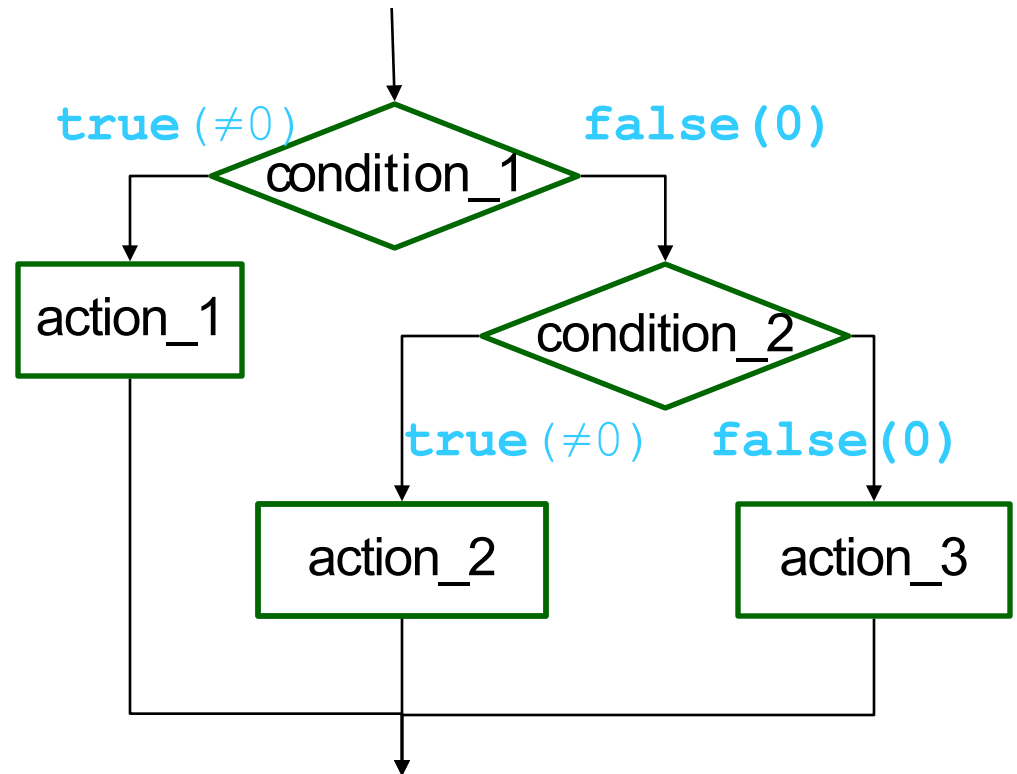 true(≠0)
false(0)
condition_1
action_1
condition_2
true(≠0)
false(0)
action_2
action_3